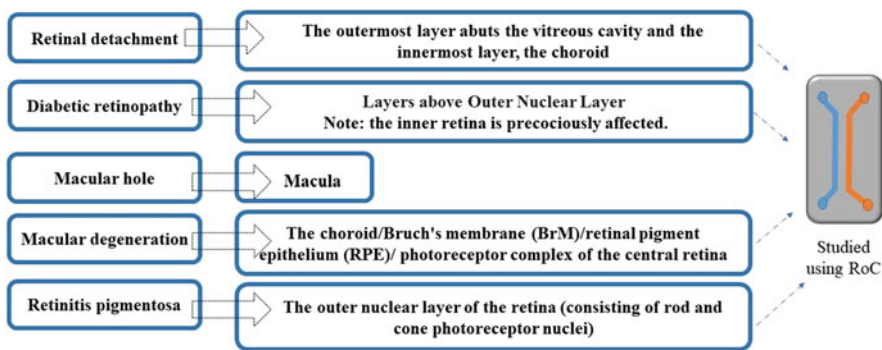 Retinal detachment
The outermost layer abuts the vitreous cavity and the
innermost layer, the choroid
Diabetic retinopathy
Layers above Outer Nuclear Layer
Note: the inner retina is precociously affected.
Macular hole
Macula
Macular degeneration
The choroid/Bruch's membrane (BrM)/retinal pigment
epithelium (RPE)/ photoreceptor complex of the central retina
Retinitis pigmentosa
The outer nuclear layer of the retina (consisting of rod and
cone photoreceptor nuclei)
Studied
using RoC